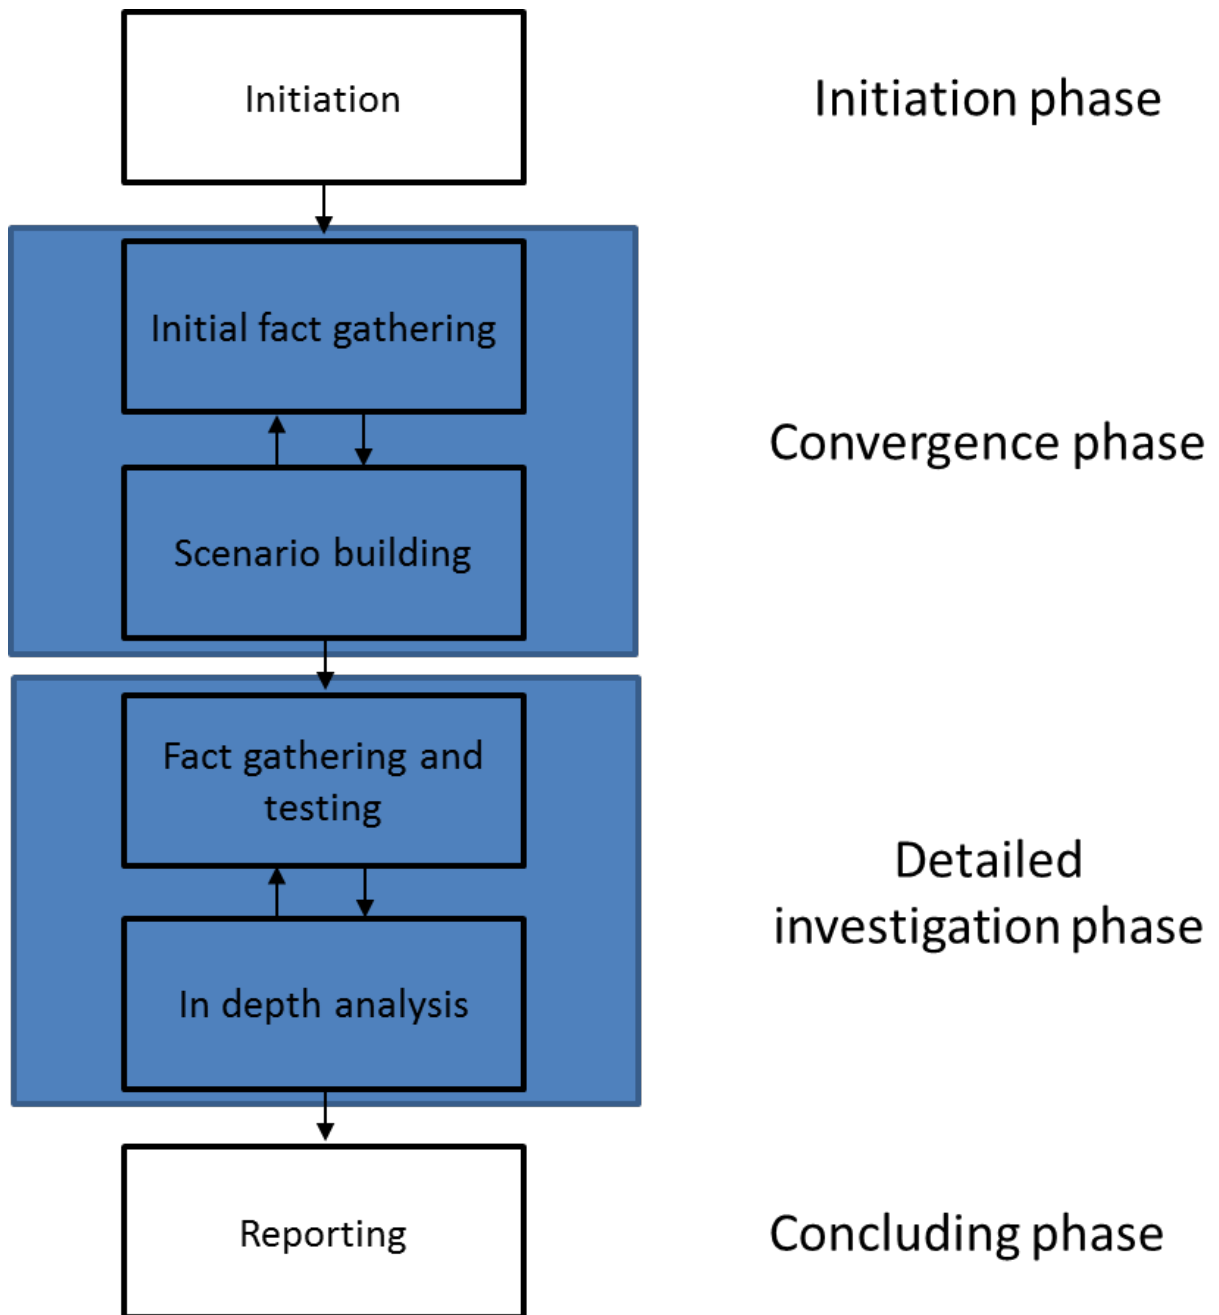 Initiation
Initiation phase
Initial fact gathering
Convergence phase
Scenario building
Fact gathering and
testing
Detailed
investigation phase
In depth analysis
Reporting
Concluding phase